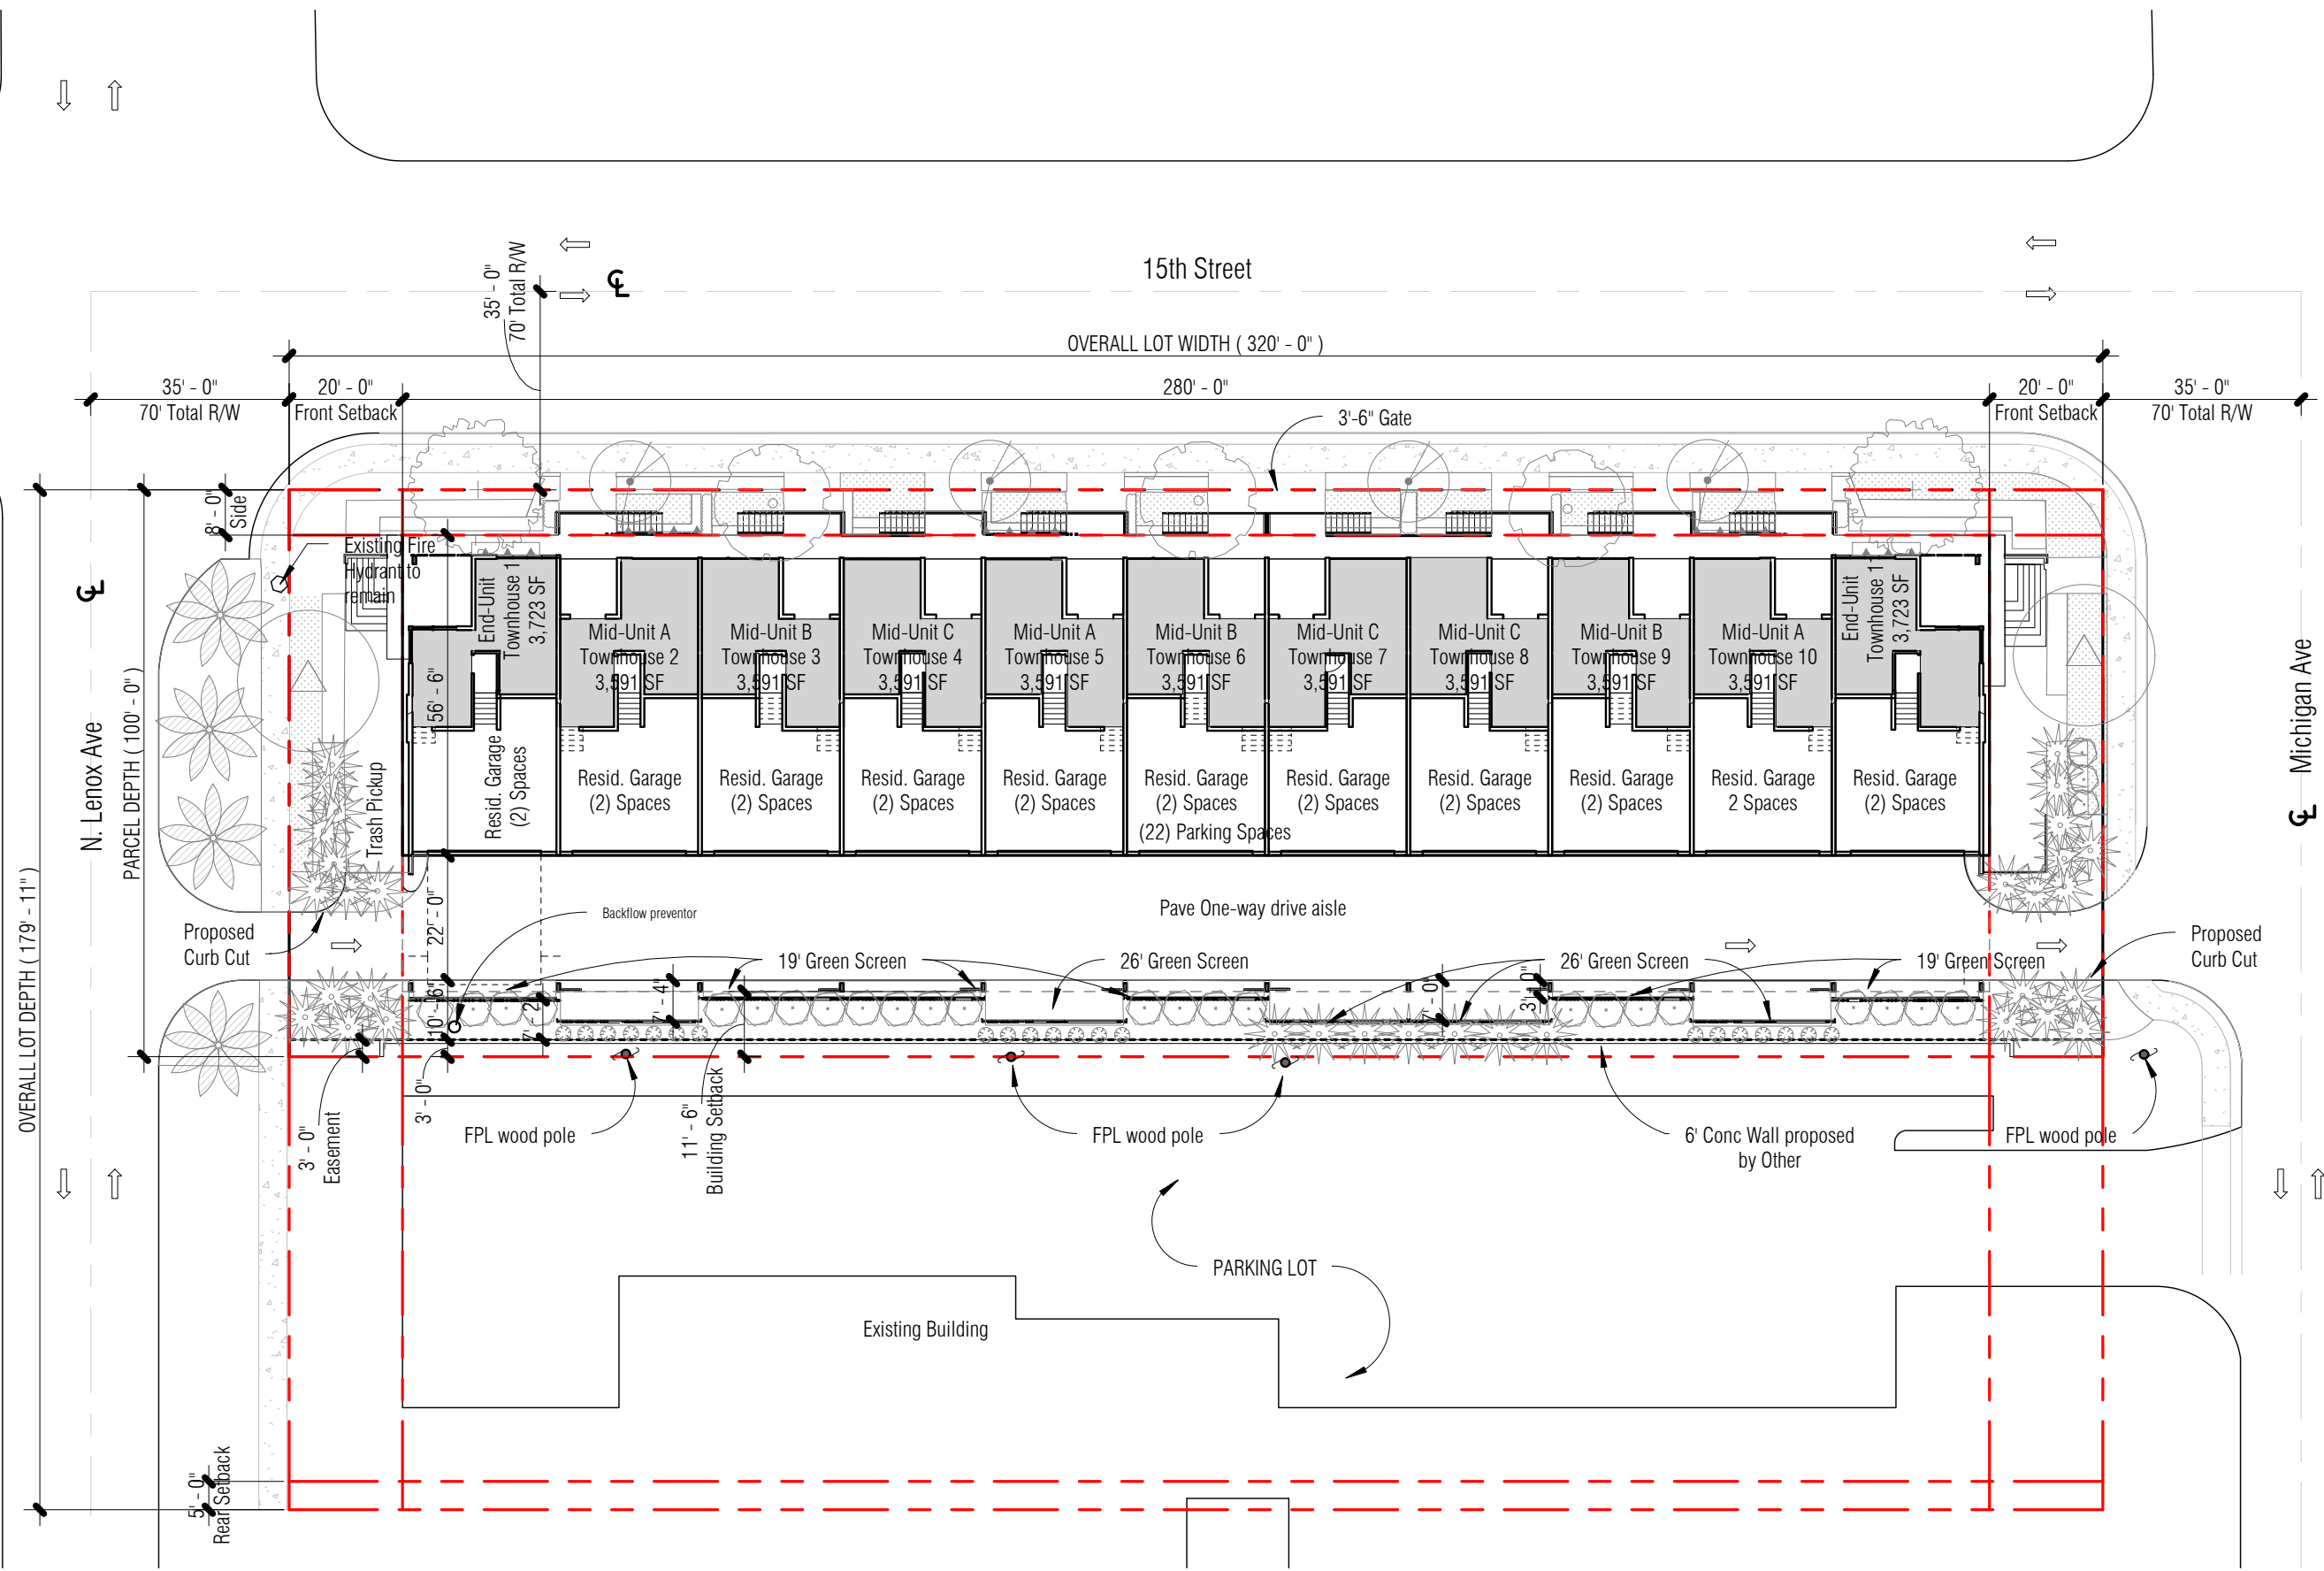 15th Street
35' - 0"
70' Total R/W
OVERALL LOT WIDTH ( 320' - 0" )
35' - 0"
70' Total R/W
20' - 0"
Front Setback
280' - 0"
20' - 0"
Front Setback
35' - 0"
70' Total R/W
3'-6" Gate
8' - 0"
Side
Existing Fire
Hydrant to
remain
N. Lenox Ave
PARCEL DEPTH ( 100' - 0" )
OVERALL LOT DEPTH ( 179' - 11" )
56' - 6"
End-Unit
Townhouse 1
3,723 SF
Mid-Unit A
Townhouse 2
3,591 SF
Mid-Unit B
Townhouse 3
3,591 SF
Mid-Unit C
Townhouse 4
3,591 SF
Mid-Unit A
Townhouse 5
3,591 SF
Mid-Unit B
Townhouse 6
3,591 SF
Mid-Unit C
Townhouse 7
3,591 SF
Mid-Unit C
Townhouse 8
3,591 SF
Mid-Unit B
Townhouse 9
3,591 SF
Mid-Unit A
Townhouse 10
3,591 SF
End-Unit
Townhouse 11
3,723 SF
Michigan Ave
Trash Pickup
Resid. Garage
(2) Spaces
Resid. Garage
(2) Spaces
Resid. Garage
(2) Spaces
Resid. Garage
(2) Spaces
Resid. Garage
(2) Spaces
Resid. Garage
(2) Spaces
Resid. Garage
(2) Spaces
Resid. Garage
(2) Spaces
Resid. Garage
(2) Spaces
Resid. Garage
2 Spaces
Resid. Garage
(2) Spaces
(22) Parking Spaces
Proposed
Curb Cut
22' - 0"
Backflow preventor
Pave One-way drive aisle
Proposed
Curb Cut
19' Green Screen
26' Green Screen
26' Green Screen
19' Green Screen
10' - 6"
7' - 2"
7' - 4"
7' - 0"
3' - 0"
3' - 0"
Easement
3' - 0"
FPL wood pole
11' - 6"
Building Setback
FPL wood pole
6' Conc Wall proposed
by Other
FPL wood pole
PARKING LOT
Existing Building
5' - 0"
Rear Setback